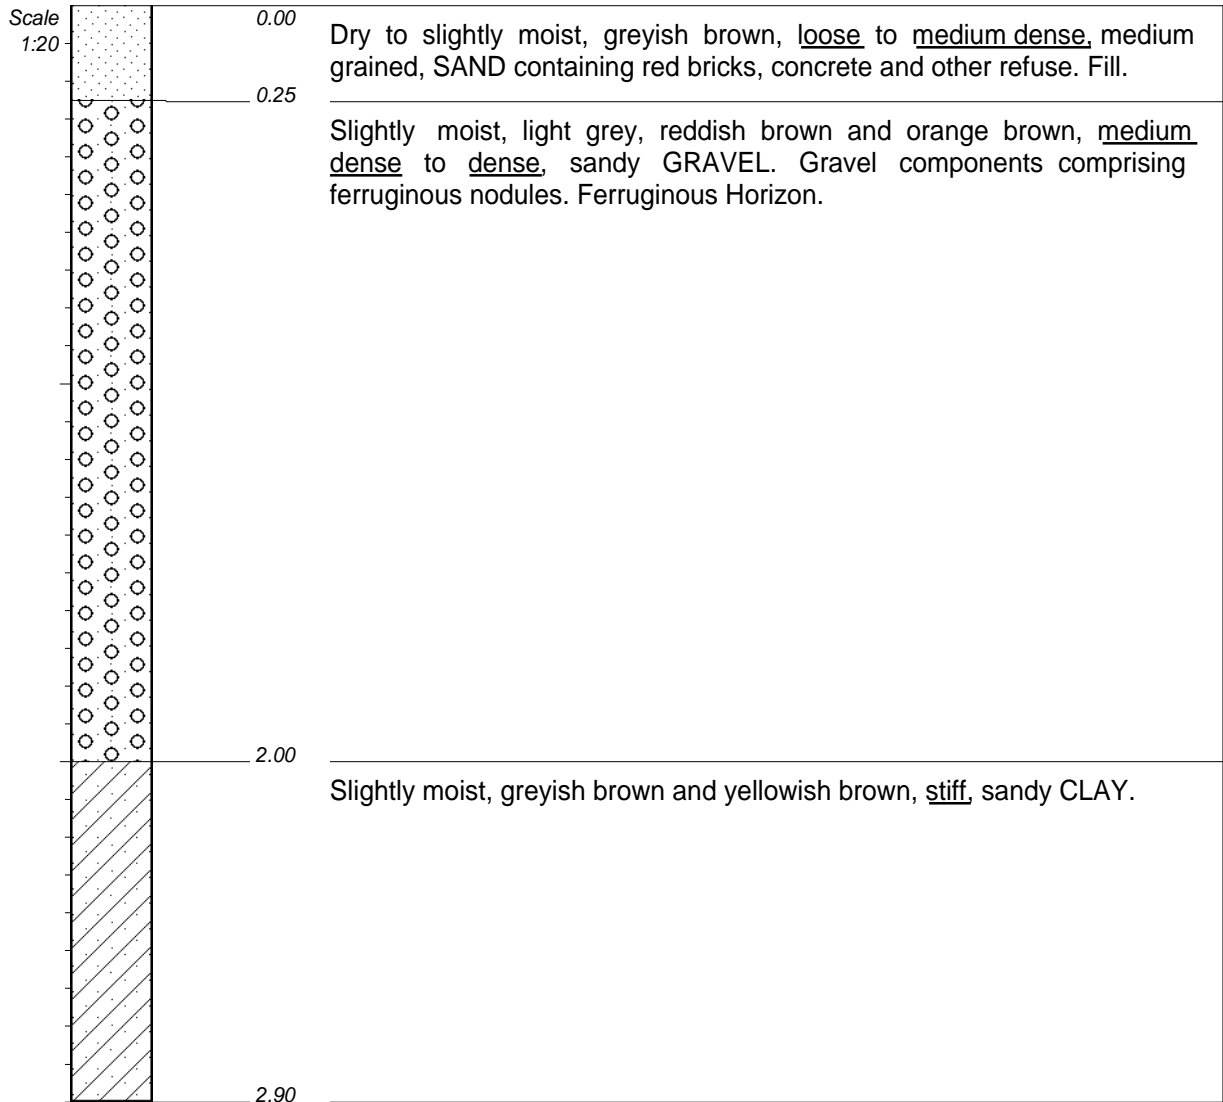 Scale
1:20
0.00
Dry to slightly moist, greyish brown, loose to medium dense, medium
grained, SAND containing red bricks, concrete and other refuse. Fill.
0.25
Slightly moist, light grey, reddish brown and orange brown, medium
dense to dense, sandy GRAVEL. Gravel components comprising
ferruginous nodules. Ferruginous Horizon.
2.00
Slightly moist, greyish brown and yellowish brown, stiff, sandy CLAY.
2.90